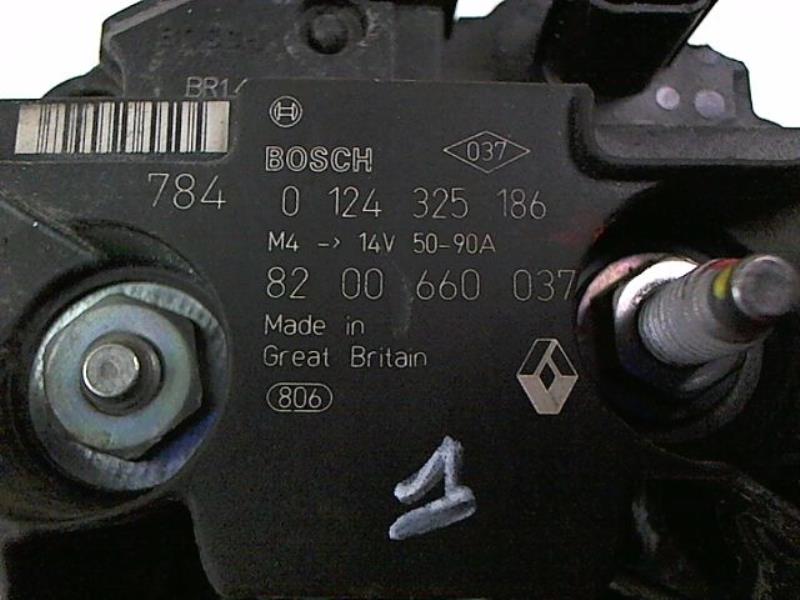 BR14
BOSCH
037
784
0 124 325 186
M4 -> 14V 50-90A
82 00 660 037
Made in
Great Britain
806
1